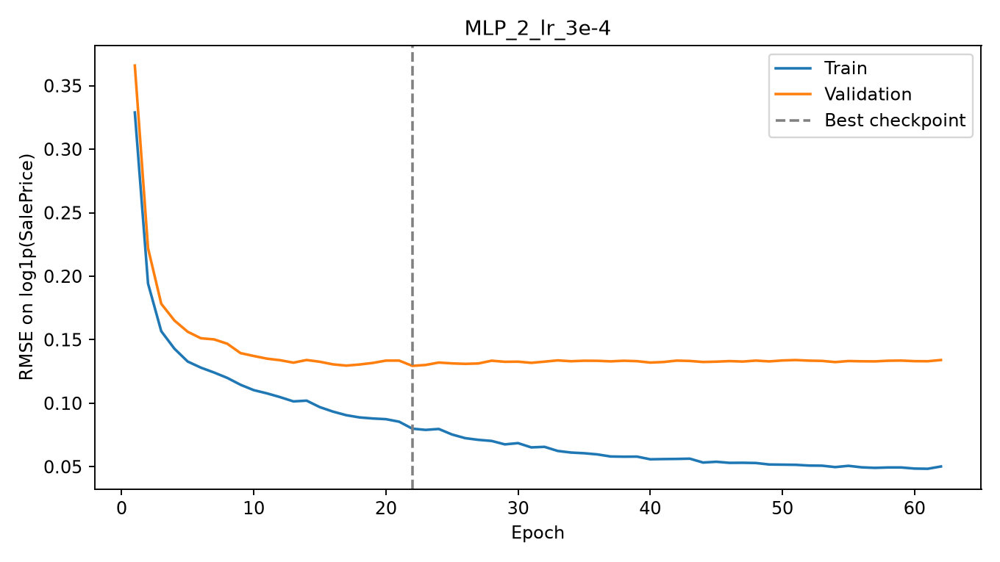 MLP_2_lr_3e-4
Train
Validation
Best checkpoint
RMSE on log1p(SalePrice)
0.35
0.30
0.25
0.20
0.15
0.10
0.05
0 10 20 30 40 50 60
Epoch